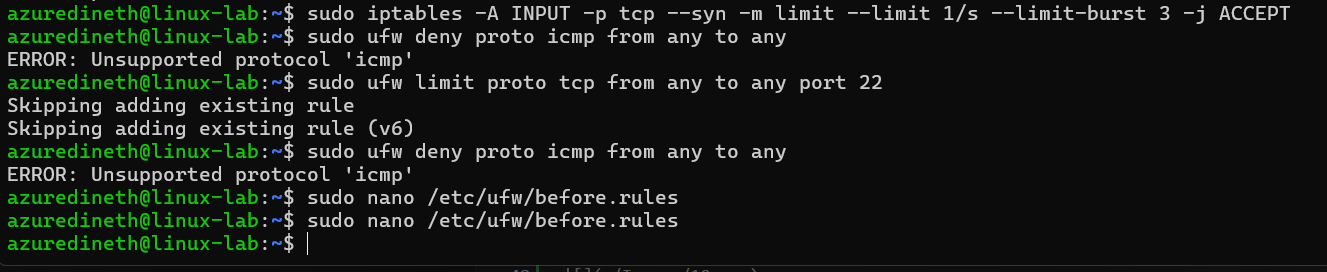 azuredineth@linux-lab:~$ sudo iptables -A INPUT -p tcp --syn -m limit --limit 1/s --limit-burst 3 -j ACCEPT
azuredineth@linux-lab:~$ sudo ufw deny proto icmp from any to any
ERROR: Unsupported protocol 'icmp'
azuredineth@linux-lab:~$ sudo ufw limit proto tcp from any to any port 22
Skipping adding existing rule
Skipping adding existing rule (v6)
azuredineth@linux-lab:~$ sudo ufw deny proto icmp from any to any
ERROR: Unsupported protocol 'icmp'
azuredineth@linux-lab:~$ sudo nano /etc/ufw/before.rules
azuredineth@linux-lab:~$ sudo nano /etc/ufw/before.rules
azuredineth@linux-lab:~$